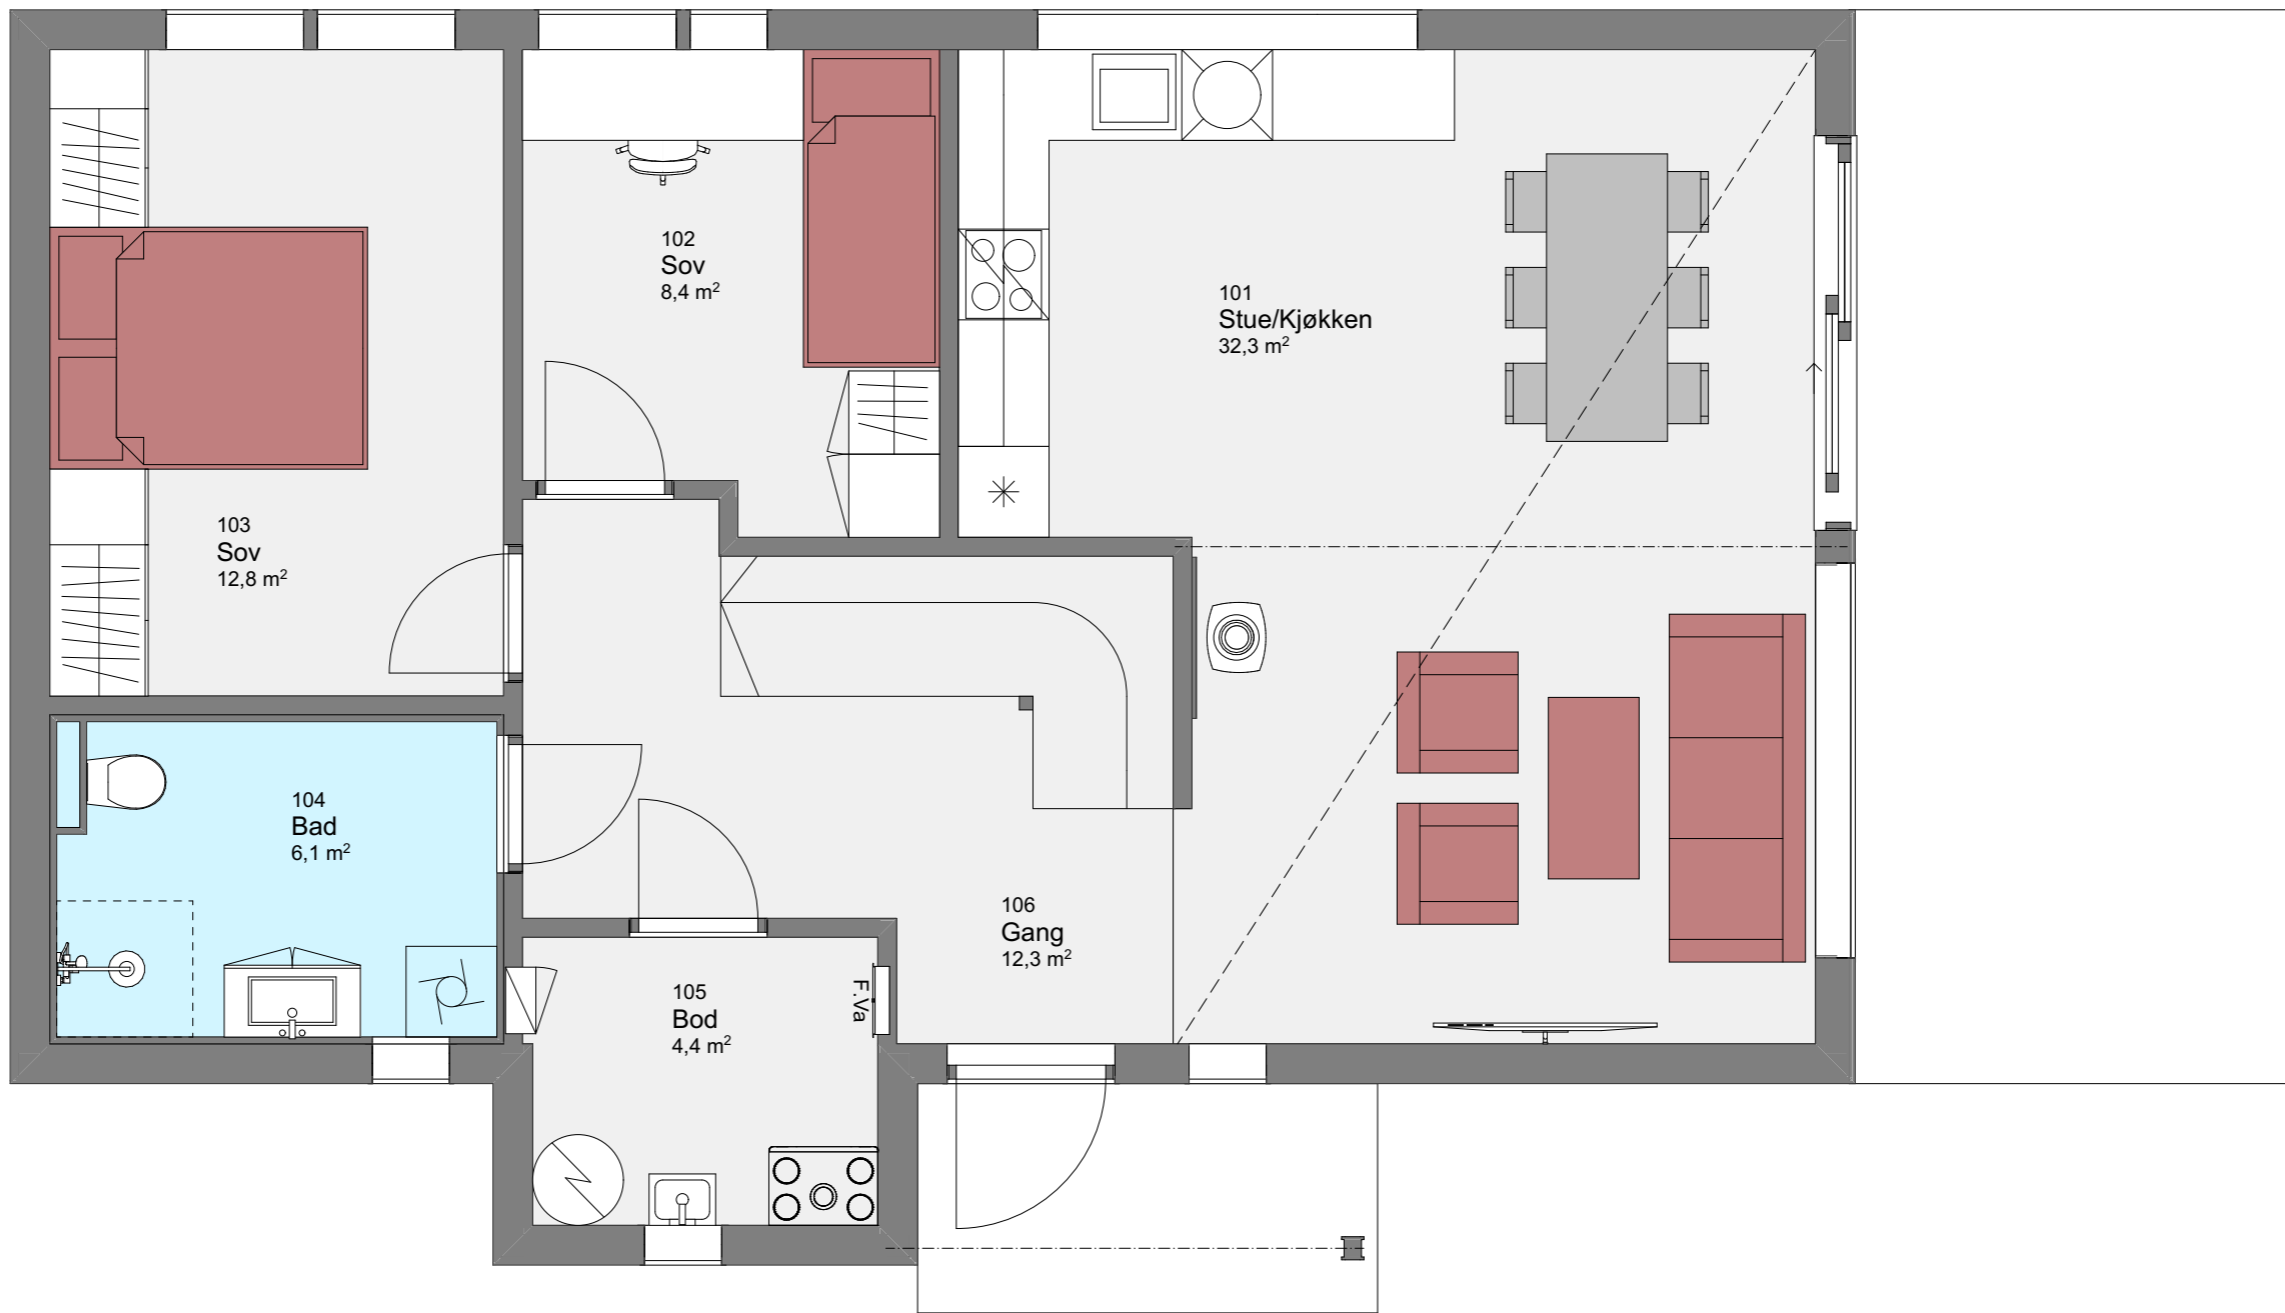 102
Sov
8,4 m²
101
Stue/Kjøkken
32,3 m²
103
Sov
12,8 m²
104
Bad
6,1 m²
106
Gang
12,3 m²
105
Bod
4,4 m²
F.Va